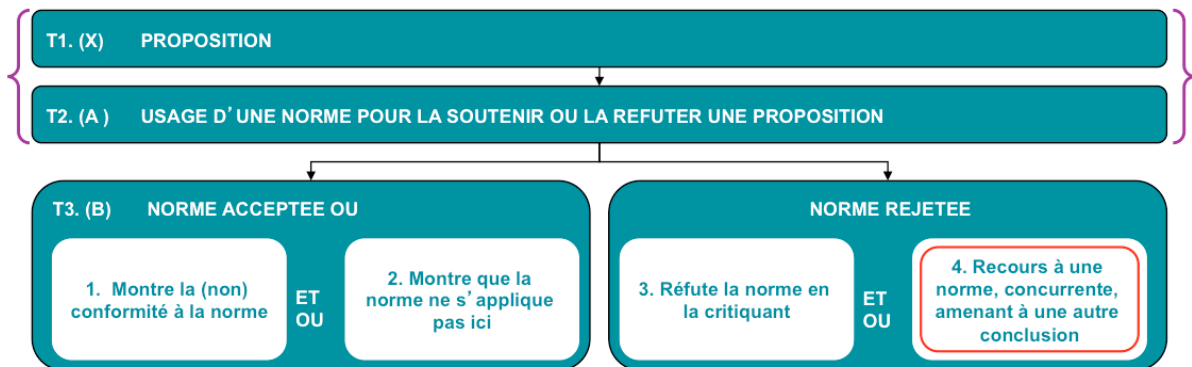 T1. (X) PROPOSITION
T2. (A ) USAGE D’UNE NORME POUR LA SOUTENIR OU LA REFUTER UNE PROPOSITION
T3. (B) NORME ACCEPTEE OU
1. Montre la (non)
conformité à la norme
ET
OU
2. Montre que la
norme ne s’applique
pas ici
NORME REJETEE
3. Réfute la norme en
la critiquant
ET
OU
4. Recours à une
norme, concurrente,
amenant à une autre
conclusion